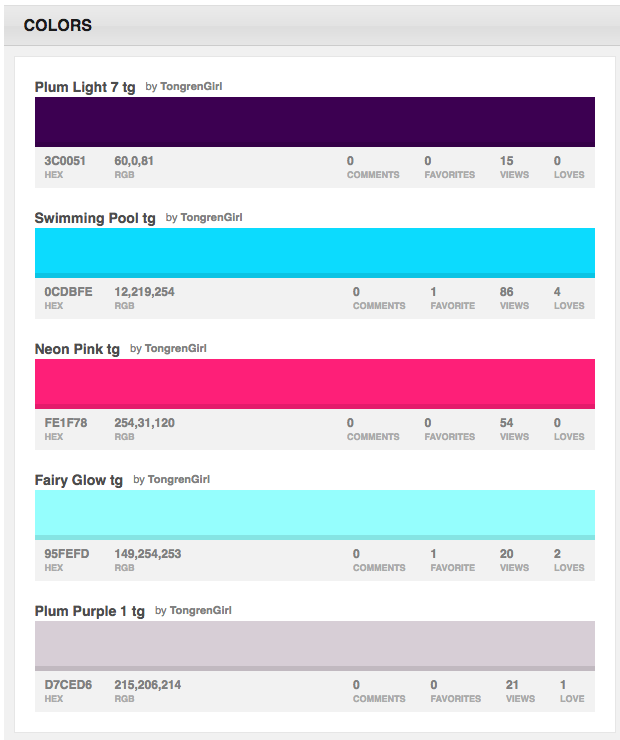 COLORS
Plum Light 7 tg by TongrenGirl
3C0051 60,0,81 0 0 15 0
HEX RGB COMMENTS FAVORITES VIEWS LOVES
Swimming Pool tg by TongrenGirl
0CDBFE 12,219,254 0 1 86 4
HEX RGB COMMENTS FAVORITE VIEWS LOVES
Neon Pink tg by TongrenGirl
FE1F78 254,31,120 0 0 54 0
HEX RGB COMMENTS FAVORITES VIEWS LOVES
Fairy Glow tg by TongrenGirl
95FEFD 149,254,253 0 1 20 2
HEX RGB COMMENTS FAVORITE VIEWS LOVES
Plum Purple 1 tg by TongrenGirl
D7CED6 215,206,214 0 0 21 1
HEX RGB COMMENTS FAVORITES VIEWS LOVE